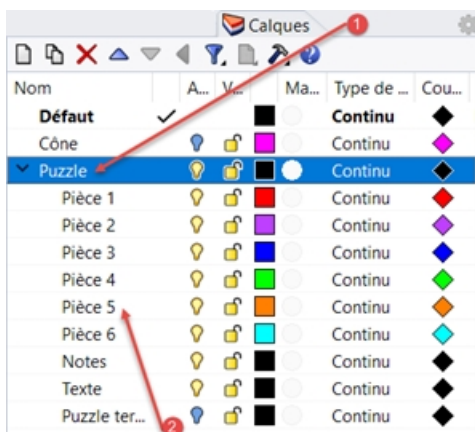 Calques 1
Nom A... V... Ma... Type de ... Cou...
Défaut Continu
Cône Continu
Puzzle Continu
Pièce 1 Continu
Pièce 2 Continu
Pièce 3 Continu
Pièce 4 Continu
Pièce 5 Continu
Pièce 6 Continu
Notes Continu
Texte Continu
Puzzle ter... Continu
2